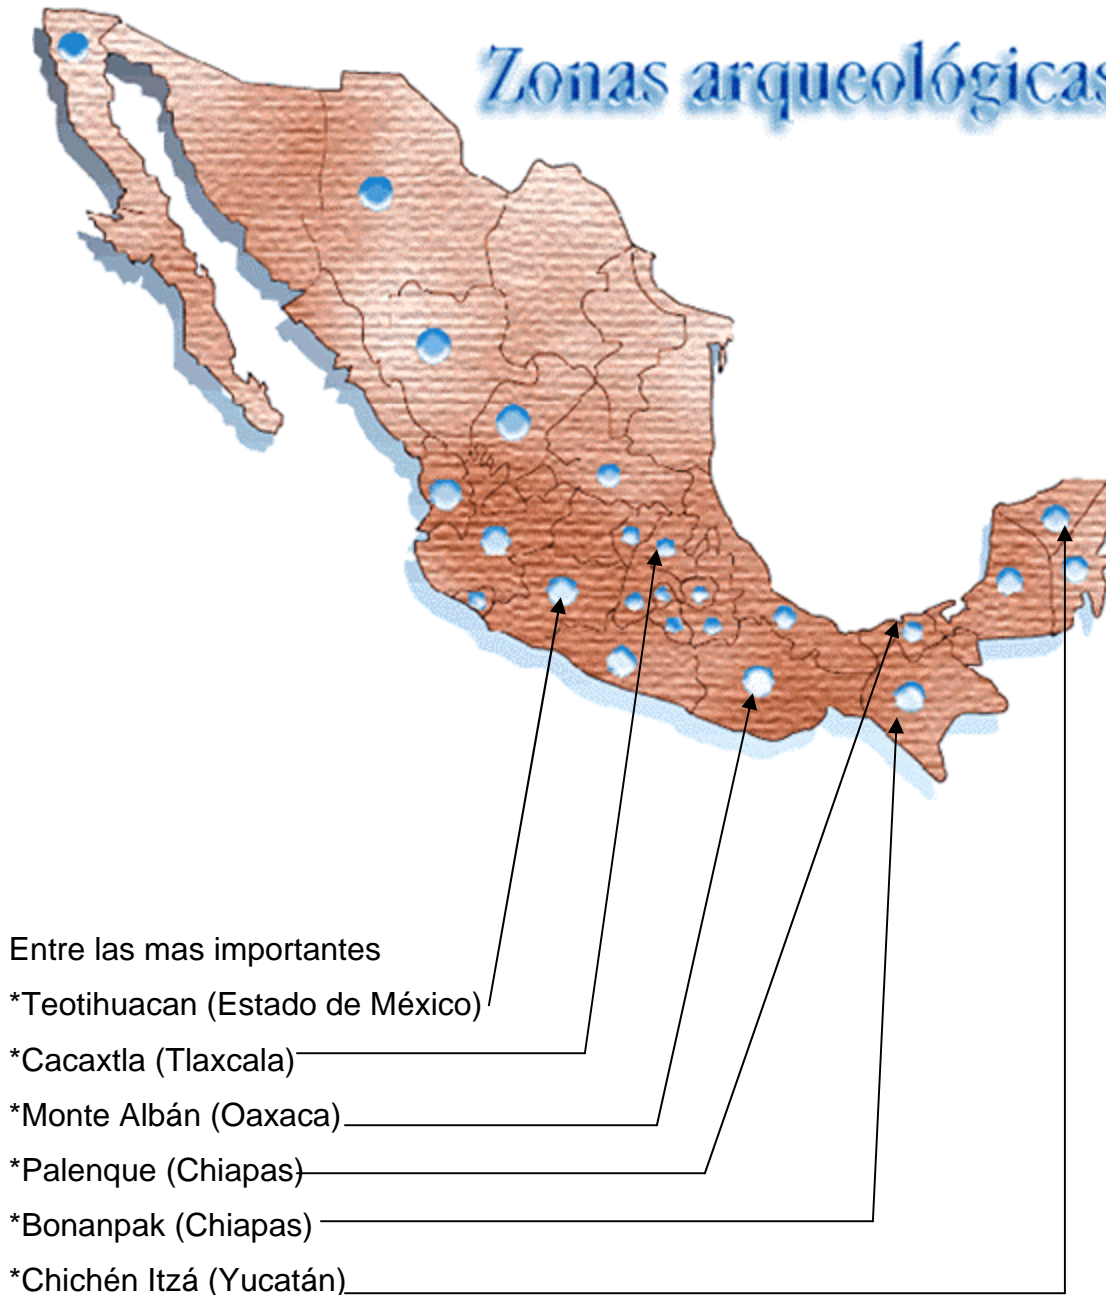 Zonas arqueológicas
Entre las mas importantes
*Teotihuacan (Estado de México)
*Cacaxtla (Tlaxcala)
*Monte Albán (Oaxaca)
*Palenque (Chiapas)
*Bonanpak (Chiapas)
*Chichén Itzá (Yucatán)